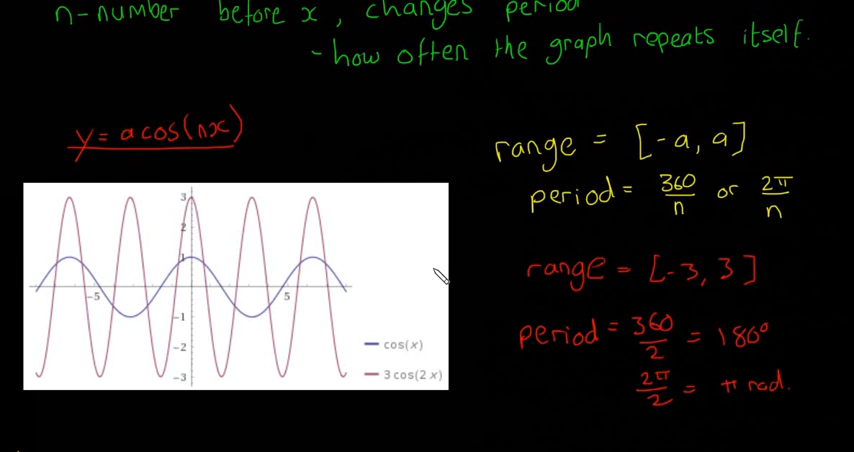 n-number before x, changes period
- how often the graph repeats itself.
y = a cos(nx)
range = [-a, a]
period = 360/n or 2π/n
3
2
1
-5
5
-1
-2
-3
cos(x)
3 cos(2 x)
range = [-3, 3]
period = 360/2 = 180°
2π/2 = π rad.